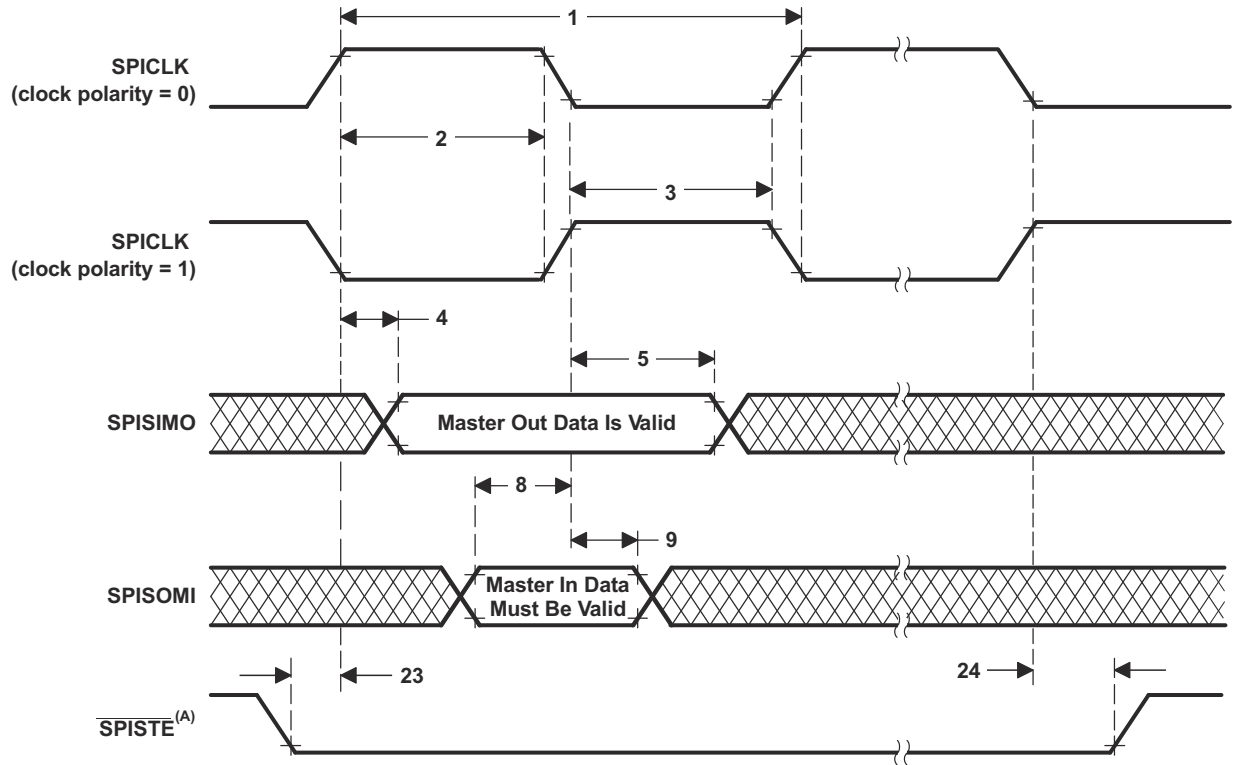 1
SPICLK
(clock polarity = 0)
2
3
SPICLK
(clock polarity = 1)
4
5
SPISIMO
Master Out Data Is Valid
8
9
SPISOMI
Master In Data
Must Be Valid
23
24
SPISTE(A)